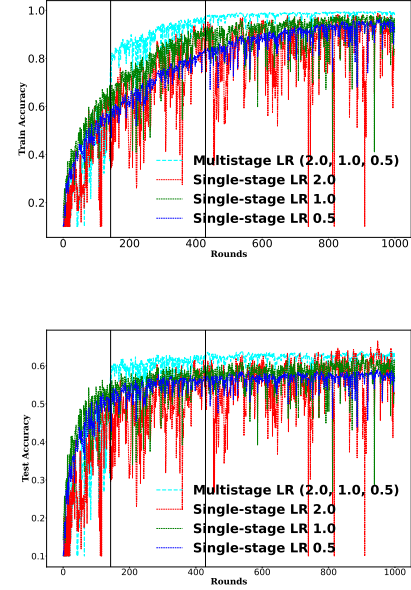 1.0
0.8
0.6
0.4
0.2
Train Accuracy
Multistage LR (2.0, 1.0, 0.5)
Single-stage LR 2.0
Single-stage LR 1.0
Single-stage LR 0.5
0 200 400 600 800 1000
Rounds
0.6
0.5
0.4
0.3
0.2
0.1
Test Accuracy
Multistage LR (2.0, 1.0, 0.5)
Single-stage LR 2.0
Single-stage LR 1.0
Single-stage LR 0.5
0 200 400 600 800 1000
Rounds